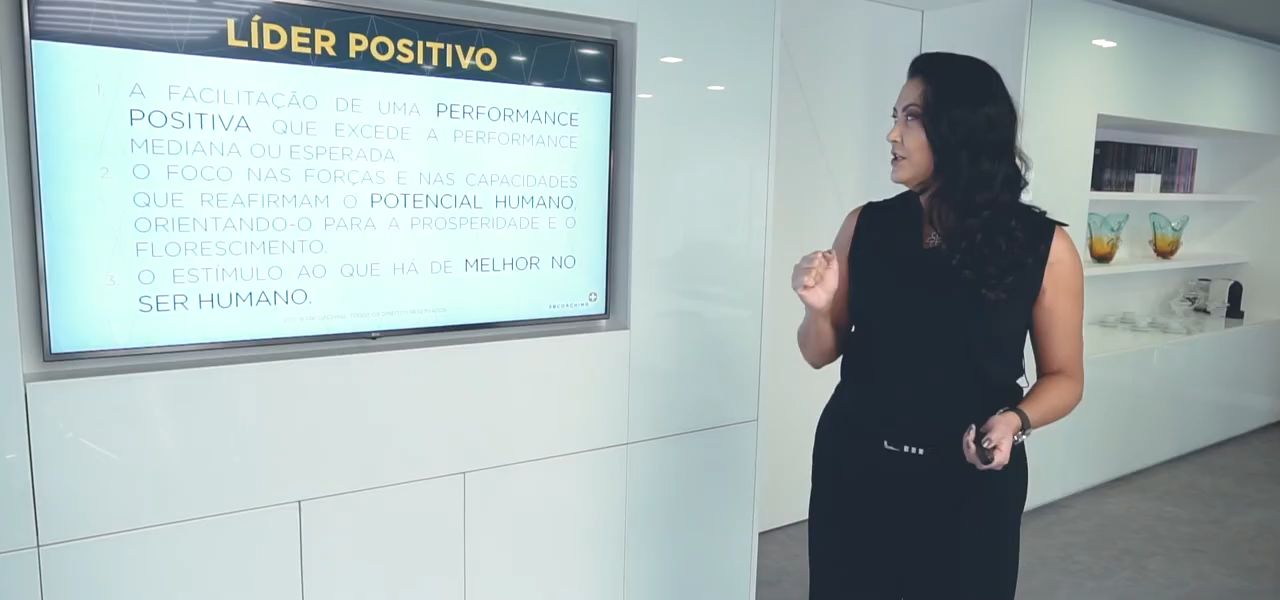 LÍDER POSITIVO
1. A FACILITAÇÃO DE UMA PERFORMANCE
POSITIVA QUE EXCEDE A PERFORMANCE
MEDIANA OU ESPERADA
2. O FOCO NAS FORÇAS E NAS CAPACIDADES
QUE REAFIRMAM O POTENCIAL HUMANO,
ORIENTANDO-O PARA A PROSPERIDADE E O
FLORESCIMENTO.
3. O ESTÍMULO AO QUE HÁ DE MELHOR NO
SER HUMANO.
SBCOACHING